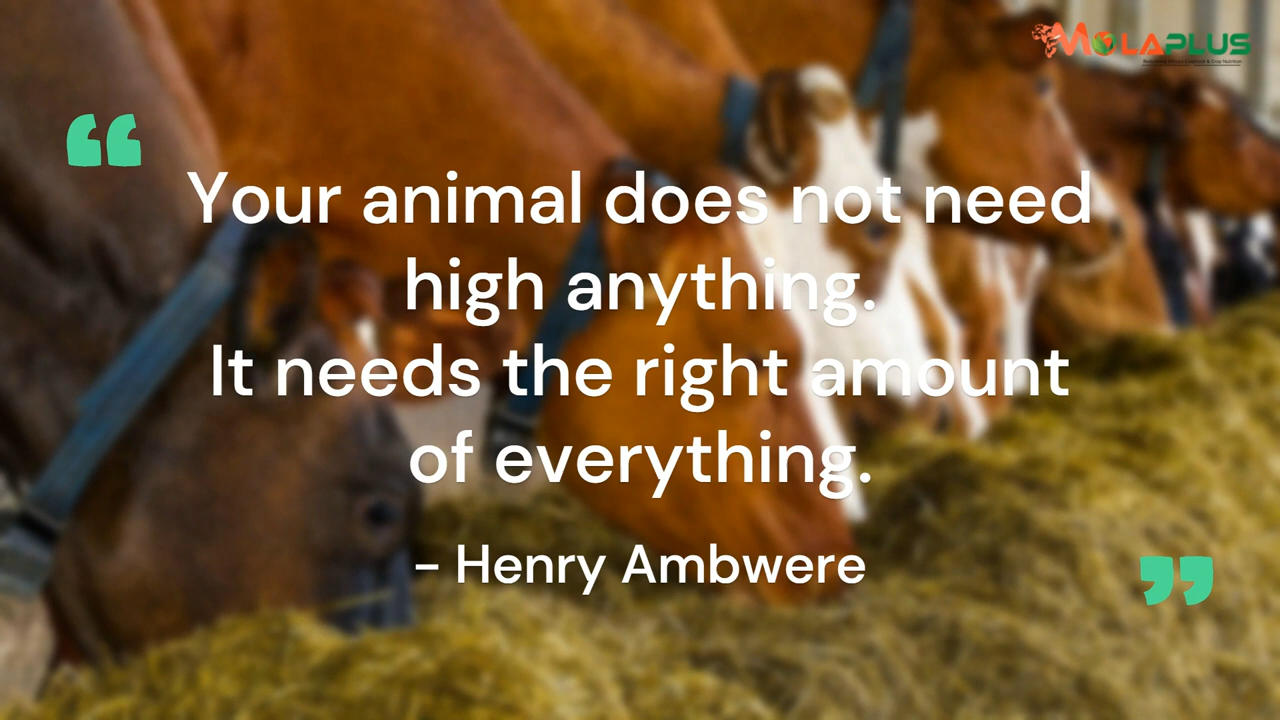 MOLAPLUS
“
Your animal does not need
high anything.
It needs the right amount
of everything.
- Henry Ambwere
”